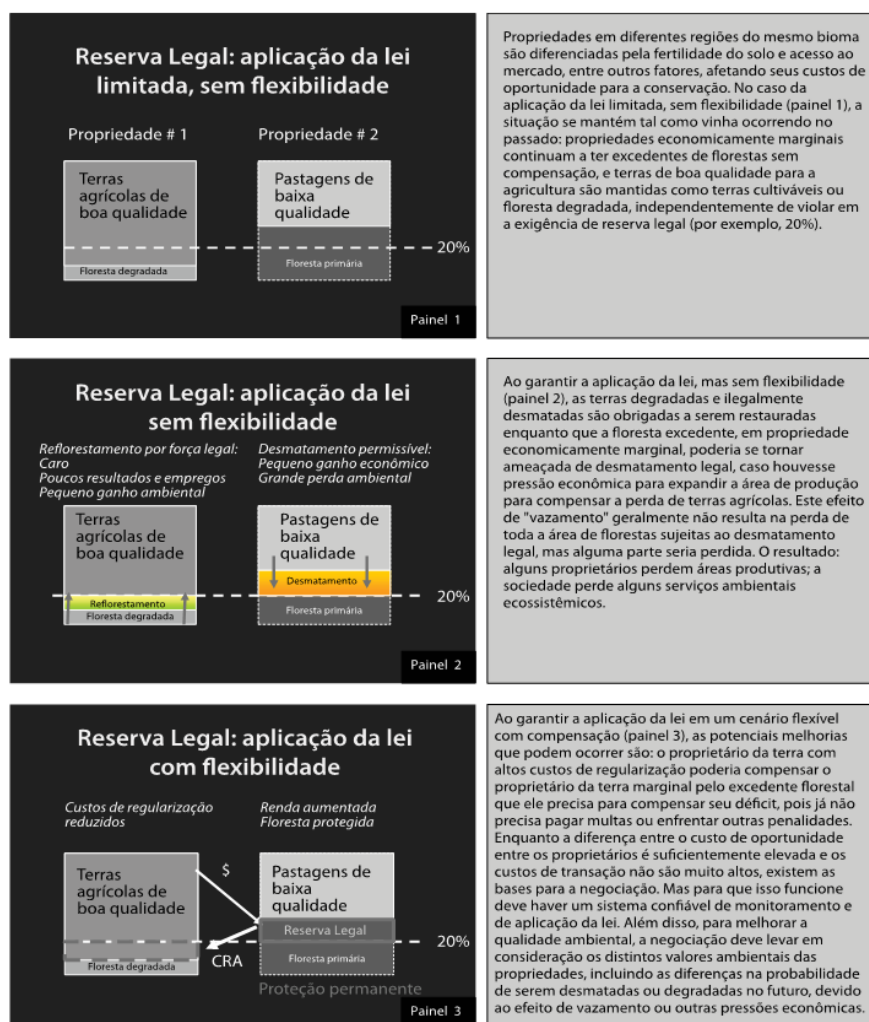 Reserva Legal: aplicação da lei
limitada, sem flexibilidade
Propriedade # 1
Propriedade # 2
Terras
agrícolas de
boa qualidade
Pastagens de
baixa
qualidade
20%
Floresta degradada
Floresta primária
Painel 1
Propriedades em diferentes regiões do mesmo bioma
são diferenciadas pela fertilidade do solo e acesso ao
mercado, entre outros fatores, afetando seus custos de
oportunidade para a conservação. No caso da
aplicação da lei limitada, sem flexibilidade (painel 1), a
situação se mantém tal como vinha ocorrendo no
passado: propriedades economicamente marginais
continuam a ter excedentes de florestas sem
compensação, e terras de boa qualidade para a
agricultura são mantidas como terras cultiváveis ou
floresta degradada, independentemente de violar em
a exigência de reserva legal (por exemplo, 20%).
Reserva Legal: aplicação da lei
sem flexibilidade
Reflorestamento por força legal:
Caro
Poucos resultados e empregos
Pequeno ganho ambiental
Desmatamento permissível:
Pequeno ganho econômico
Grande perda ambiental
Terras
agrícolas de
boa qualidade
Pastagens de
baixa
qualidade
Desmatamento
20%
Reflorestamento
Floresta degradada
Floresta primária
Painel 2
Ao garantir a aplicação da lei, mas sem flexibilidade
(painel 2), as terras degradadas e ilegalmente
desmatadas são obrigadas a serem restauradas
enquanto que a floresta excedente, em propriedade
economicamente marginal, poderia se tornar
ameaçada de desmatamento legal, caso houvesse
pressão econômica para expandir a área de produção
para compensar a perda de terras agrícolas. Este efeito
de "vazamento" geralmente não resulta na perda de
toda a área de florestas sujeitas ao desmatamento
legal, mas alguma parte seria perdida. O resultado:
alguns proprietários perdem áreas produtivas; a
sociedade perde alguns serviços ambientais
ecossistêmicos.
Reserva Legal: aplicação da lei
com flexibilidade
Custos de regularização
reduzidos
Renda aumentada
Floresta protegida
Terras
agrícolas de
boa qualidade
$
Pastagens de
baixa
qualidade
Reserva Legal
20%
Floresta degradada
CRA
Floresta primária
Proteção permanente
Painel 3
Ao garantir a aplicação da lei em um cenário flexível
com compensação (painel 3), as potenciais melhorias
que podem ocorrer são: o proprietário da terra com
altos custos de regularização poderia compensar o
proprietário da terra marginal pelo excedente florestal
que ele precisa para compensar seu déficit, pois já não
precisa pagar multas ou enfrentar outras penalidades.
Enquanto a diferença entre o custo de oportunidade
entre os proprietários é suficientemente elevada e os
custos de transação não são muito altos, existem as
bases para a negociação. Mas para que isso funcione
deve haver um sistema confiável de monitoramento e
de aplicação da lei. Além disso, para melhorar a
qualidade ambiental, a negociação deve levar em
consideração os distintos valores ambientais das
propriedades, incluindo as diferenças na probabilidade
de serem desmatadas ou degradadas no futuro, devido
ao efeito de vazamento ou outras pressões econômicas.